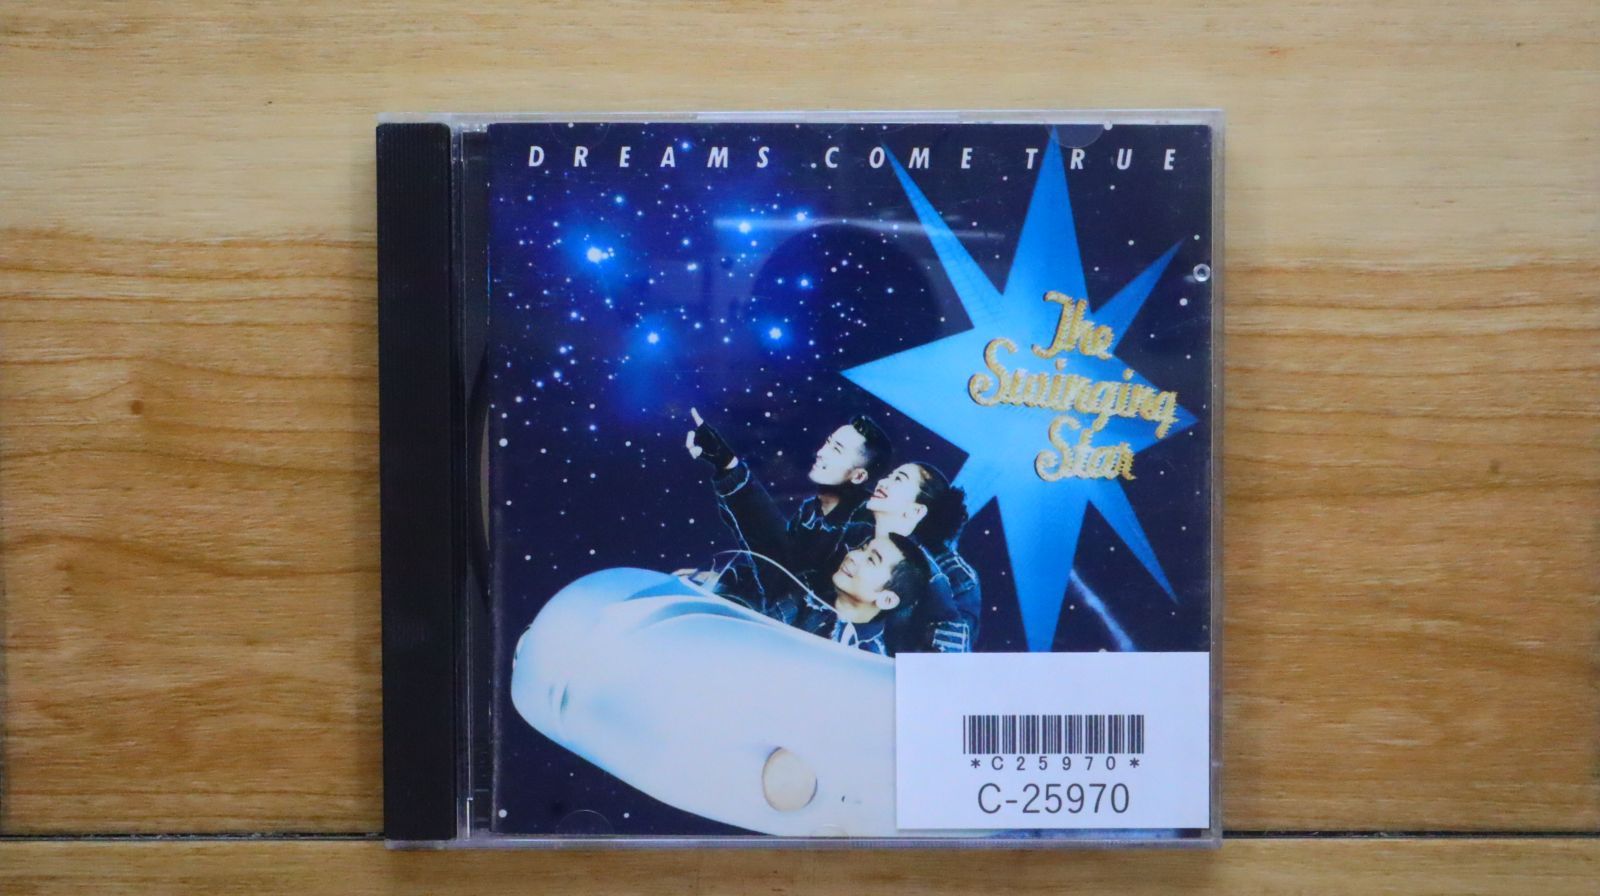 DREAMS COME TRUE
The
Swinging
Star
*C25970*
C-25970